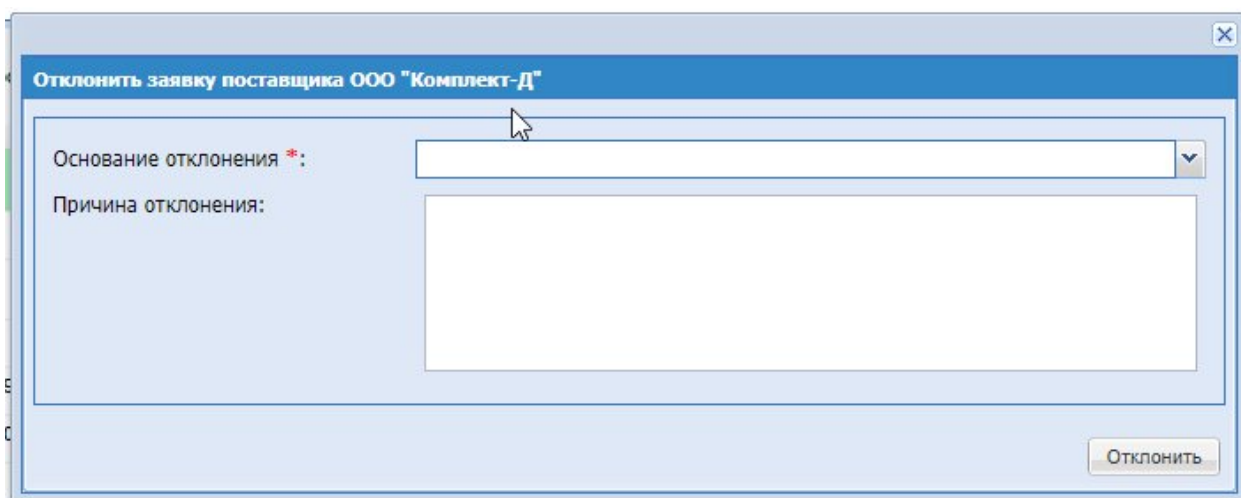 Отклонить заявку поставщика ООО "Комплект-Д"
Основание отклонения *:
Причина отклонения:
Отклонить